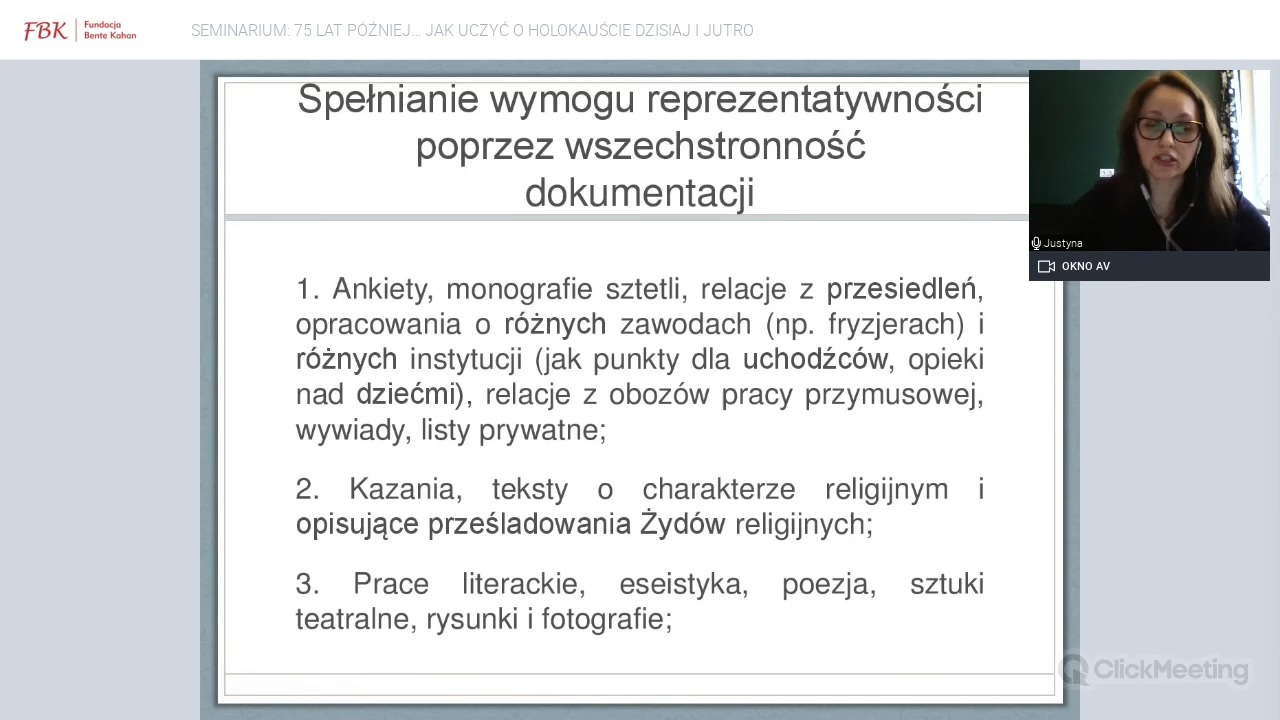 FBK
Fundacja
Bente Kahan
SEMINARIUM: 75 LAT PÓŹNIEJ... JAK UCZYĆ O HOLOKAUŚCIE DZISIAJ I JUTRO
Spełnianie wymogu reprezentatywności
poprzez wszechstronność
dokumentacji
Justyna
OKNO AV
1. Ankiety, monografie sztetli, relacje z przesiedleń,
opracowania o różnych zawodach (np. fryzjerach) i
różnych instytucji (jak punkty dla uchodźców, opieki
nad dziećmi), relacje z obozów pracy przymusowej,
wywiady, listy prywatne;
2. Kazania, teksty o charakterze religijnym i
opisujące prześladowania Żydów religijnych;
3. Prace literackie, eseistyka, poezja, sztuki
teatralne, rysunki i fotografie;
ClickMeeting